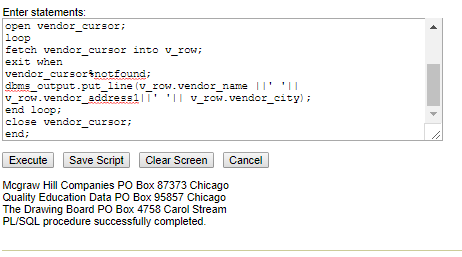 Enter statements:
open vendor_cursor;
loop
fetch vendor_cursor into v_row;
exit when
vendor_cursor%notfound;
dbms_output.put_line(v_row.vendor_name ||' '||
v_row.vendor_address1||' '|| v_row.vendor_city);
end loop;
close vendor_cursor;
end;
Execute Save Script Clear Screen Cancel
Mcgraw Hill Companies PO Box 87373 Chicago
Quality Education Data PO Box 95857 Chicago
The Drawing Board PO Box 4758 Carol Stream
PL/SQL procedure successfully completed.